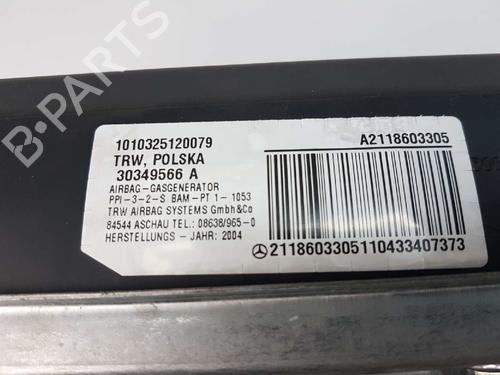 1010325120079
TRW, POLSKA
30349566 A
AIRBAG-GASGENERATOR
PPI-3-2-S BAM-PT 1- 1053
TRW AIRBAG SYSTEMS GmbH&Co
84544 ASCHAU TEL.: 08638/965-0
HERSTELLUNGS - JAHR: 2004
A2118603305
2118603305110433407373
B-PARTS